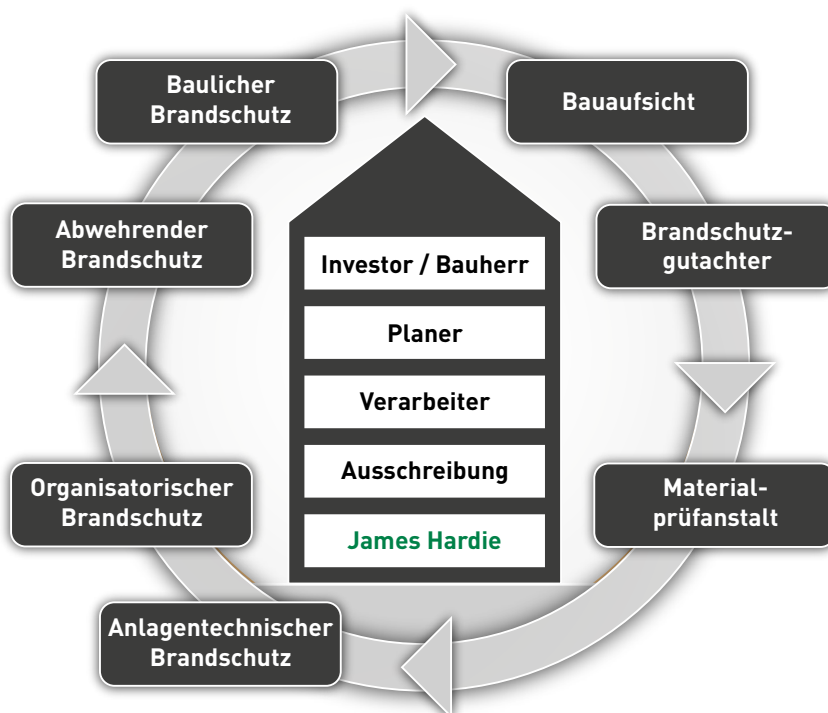 Baulicher
Brandschutz
Bauaufsicht
Abwehrender
Brandschutz
Brandschutz-
gutachter
Investor / Bauherr
Planer
Verarbeiter
Ausschreibung
James Hardie
Organisatorischer
Brandschutz
Material-
prüfanstalt
Anlagentechnischer
Brandschutz